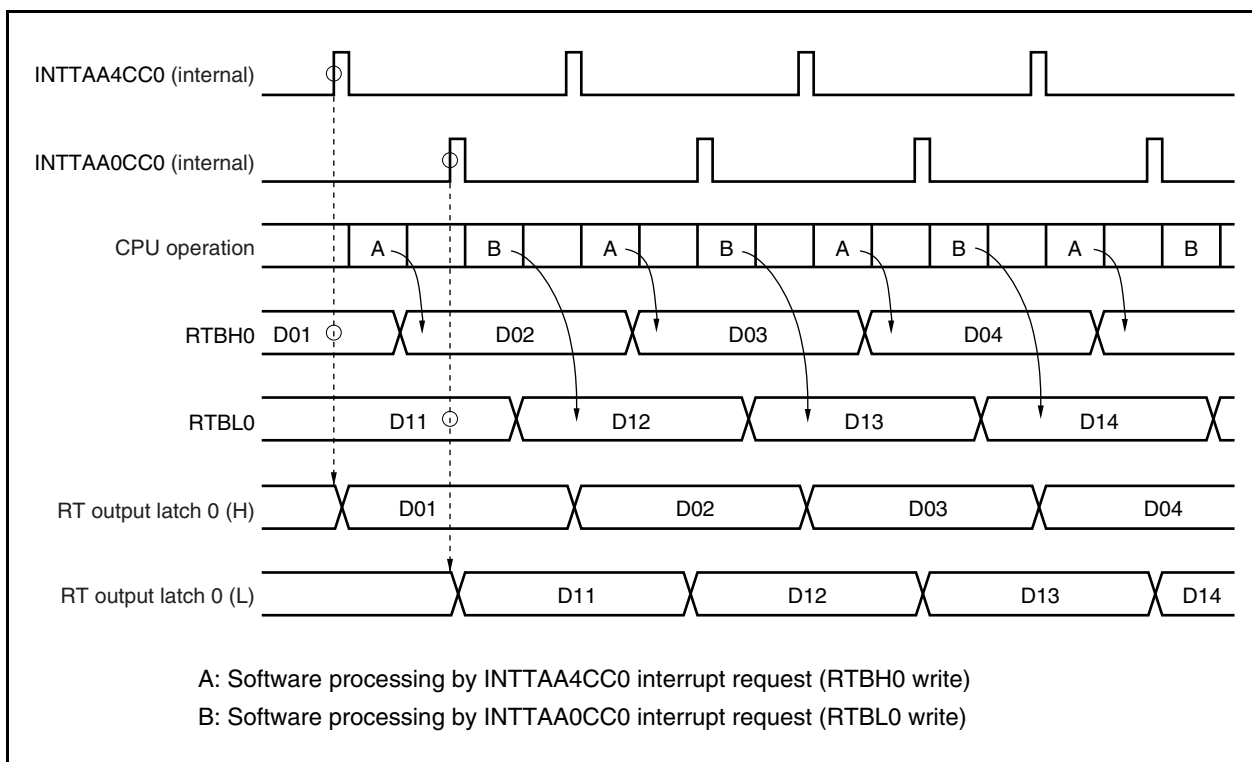 INTTAA4CC0 (internal)
INTTAA0CC0 (internal)
CPU operation A B A B A B A B
RTBH0 D01 D02 D03 D04
RTBL0 D11 D12 D13 D14
RT output latch 0 (H) D01 D02 D03 D04
RT output latch 0 (L) D11 D12 D13 D14
A: Software processing by INTTAA4CC0 interrupt request (RTBH0 write)
B: Software processing by INTTAA0CC0 interrupt request (RTBL0 write)